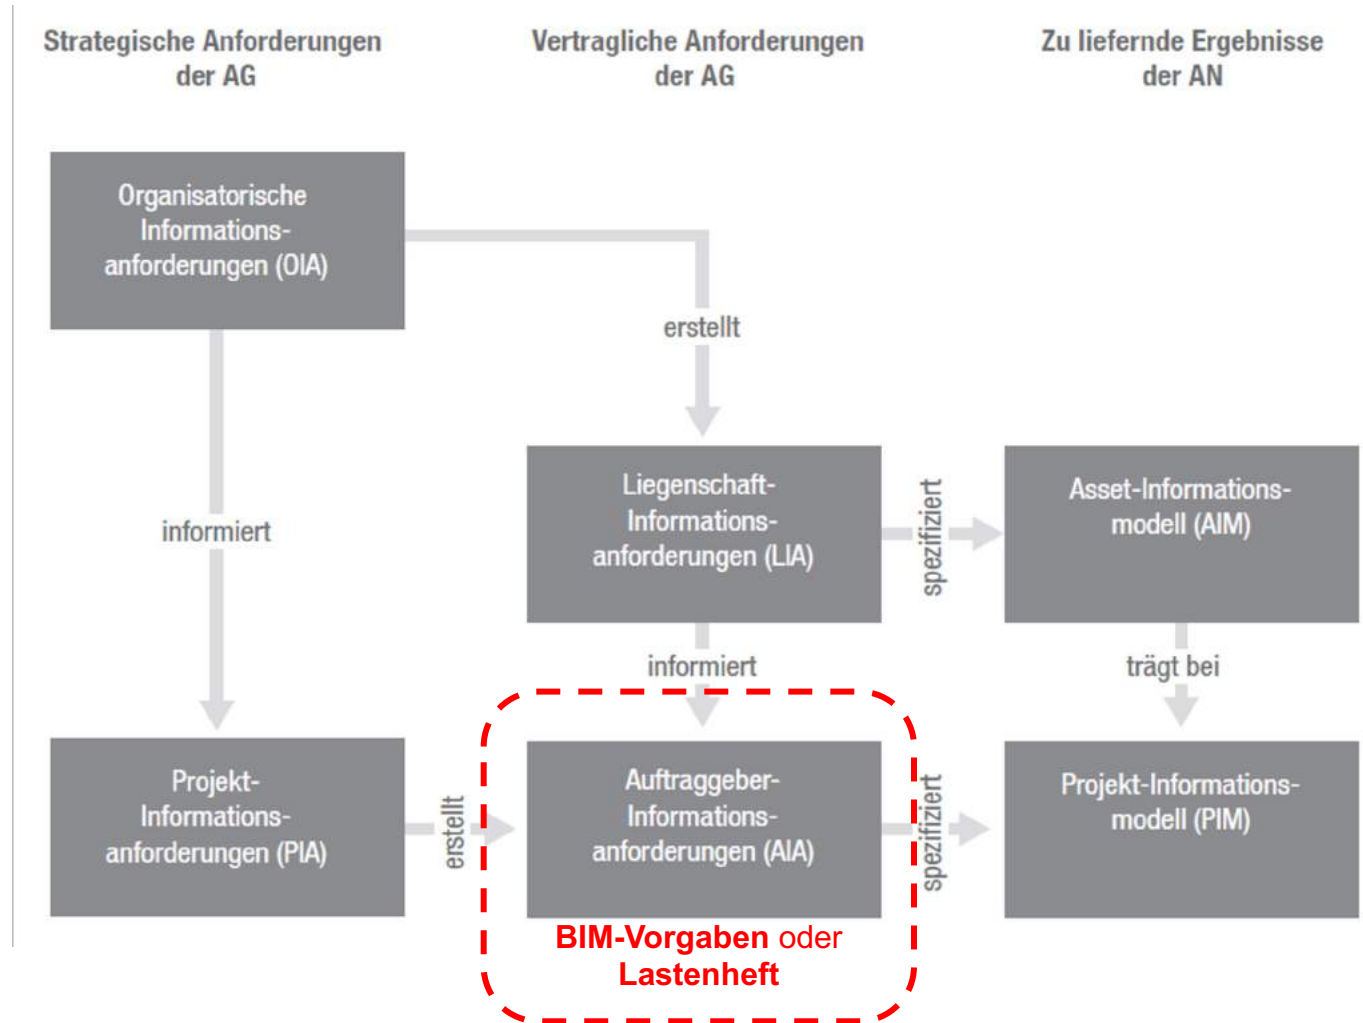 Strategische Anforderungen
der AG
Vertragliche Anforderungen
der AG
Zu liefernde Ergebnisse
der AN
Organisatorische
Informations-
anforderungen (OIA)
erstellt
informiert
Liegenschaft-
Informations-
anforderungen (LIA)
spezifiziert
Asset-Informations-
modell (AIM)
informiert
trägt bei
Projekt-
Informations-
anforderungen (PIA)
erstellt
Auftraggeber-
Informations-
anforderungen (AIA)
spezifiziert
Projekt-Informations-
modell (PIM)
BIM-Vorgaben oder
Lastenheft